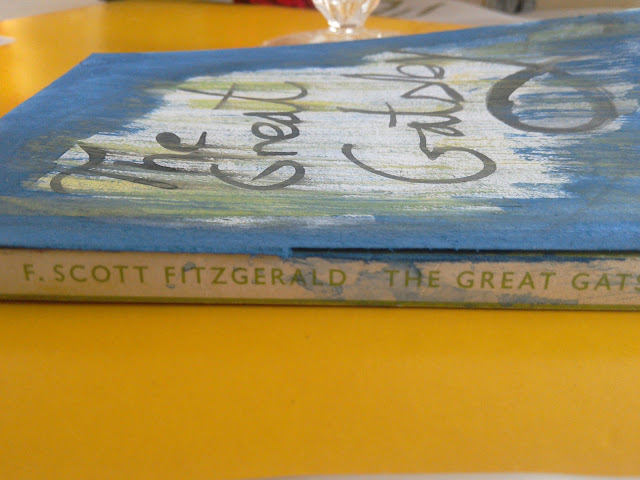 The
Great
Gatsby
F. SCOTT FITZGERALD THE GREAT GATS